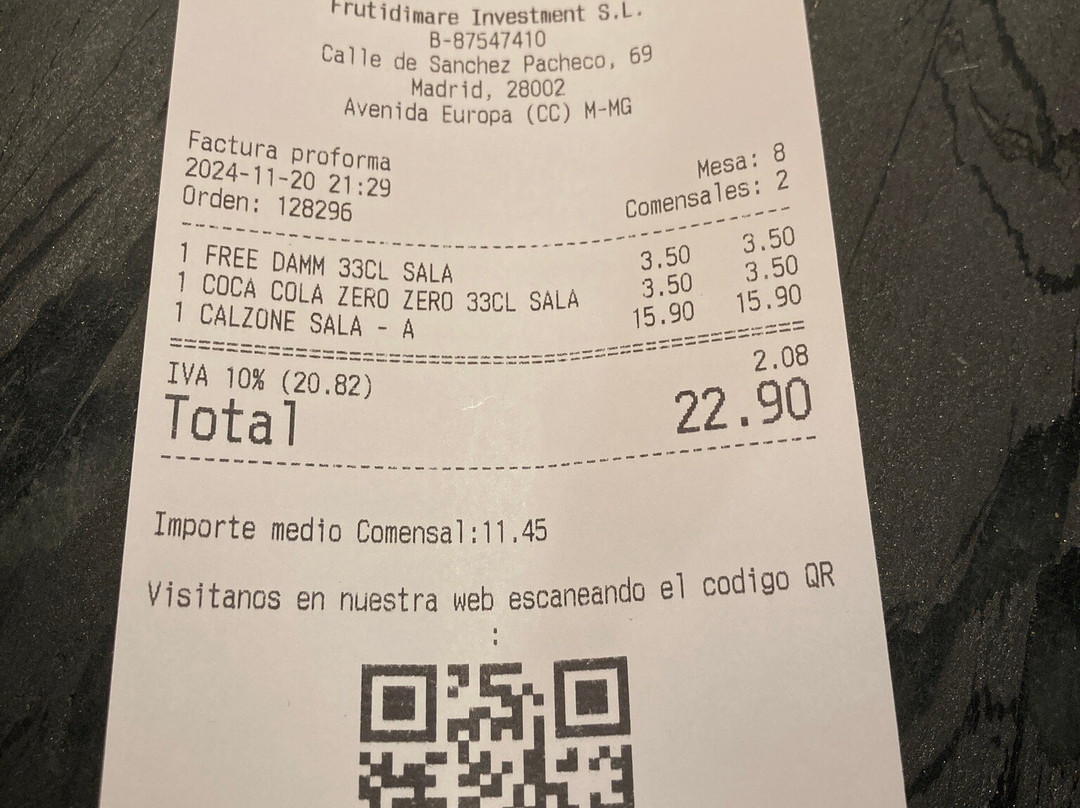 Frutidimare Investment S.L.
B-87547410
Calle de Sanchez Pacheco, 69
Madrid, 28002
Avenida Europa (CC) M-MG
Factura proforma
2024-11-20 21:29
Mesa: 8
Orden: 128296
Comensales: 2
1 FREE DAMM 33CL SALA 3.50 3.50
1 COCA COLA ZERO ZERO 33CL SALA 3.50 3.50
1 CALZONE SALA - A 15.90 15.90
IVA 10% (20.82) 2.08
Total 22.90
Importe medio Comensal:11.45
Visitanos en nuestra web escaneando el codigo QR
: